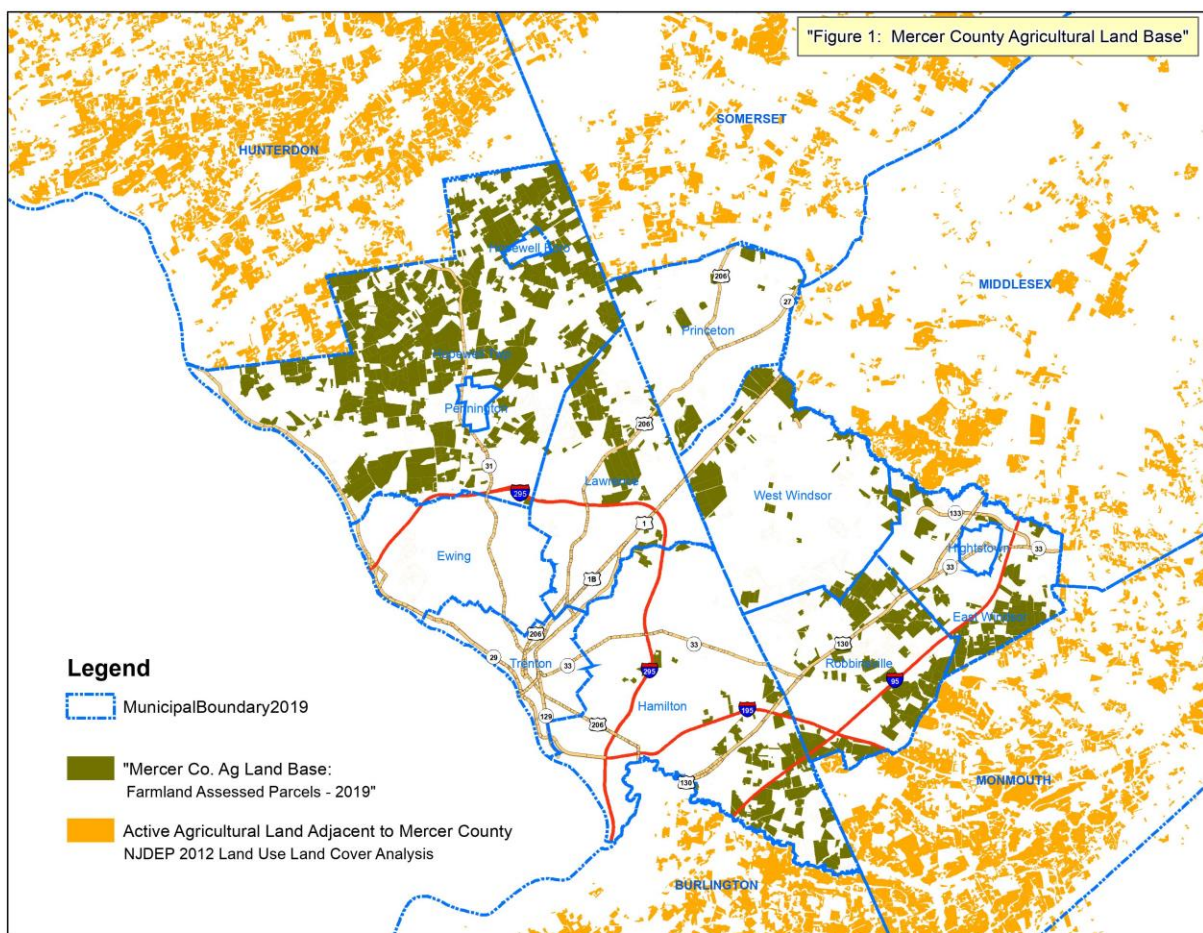 "Figure 1: Mercer County Agricultural Land Base"
SOMERSET
HUNTERDON
Hopewell Boro
206
MIDDLESEX
27
Princeton
Hopewell Twp
Pennington
206
31
Lawrence
295
West Windsor
133
1
Hightstown
33
Ewing
33
1B
East Windsor
206
130
33
29
Trenton
33
Robbinsville
295
95
Legend
MunicipalBoundary2019
Hamilton
195
129
206
"Mercer Co. Ag Land Base:
Farmland Assessed Parcels - 2019"
130
MONMOUTH
Active Agricultural Land Adjacent to Mercer County
NJDEP 2012 Land Use Land Cover Analysis
BURLINGTON